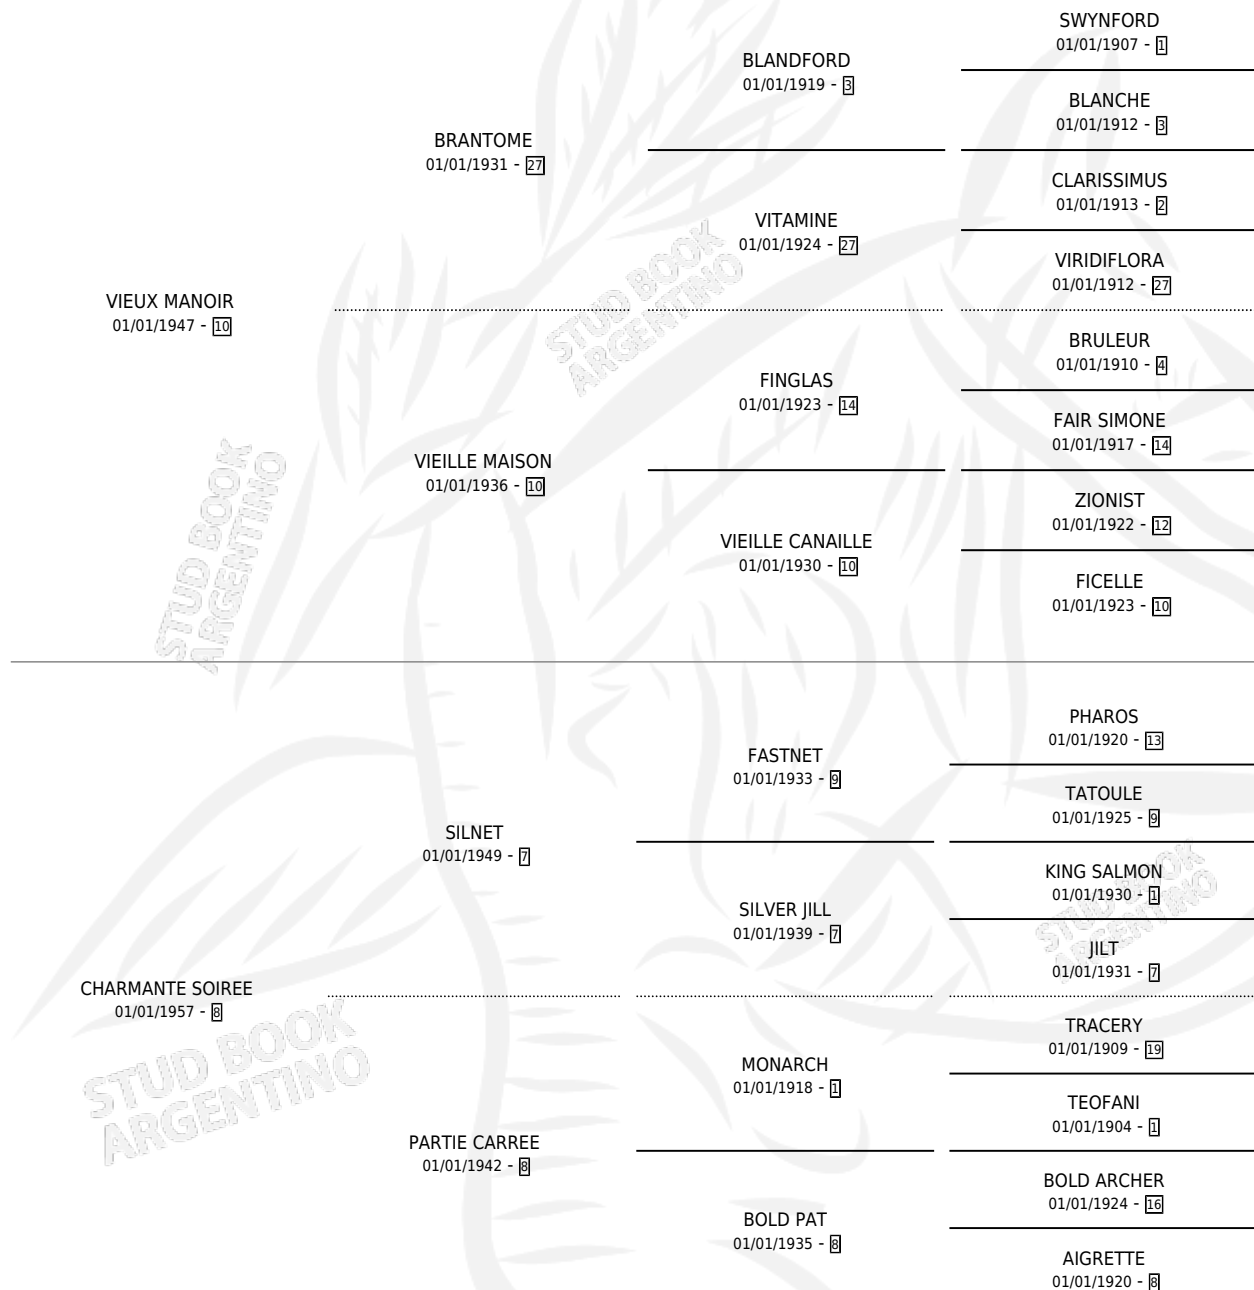 SWYNFORD
01/01/1907 - 1
BLANDFORD
01/01/1919 - 3
BLANCHE
01/01/1912 - 3
BRANTOME
01/01/1931 - 27
CLARISSIMUS
01/01/1913 - 2
VITAMINE
01/01/1924 - 27
VIRIDIFLORA
01/01/1912 - 27
VIEUX MANOIR
01/01/1947 - 10
STUD BOOK
ARGENTINO
BRULEUR
01/01/1910 - 4
FINGLAS
01/01/1923 - 14
FAIR SIMONE
01/01/1917 - 14
VIEILLE MAISON
01/01/1936 - 10
ZIONIST
01/01/1922 - 12
VIEILLE CANAILLE
01/01/1930 - 10
FICELLE
01/01/1923 - 10
STUD BOOK
ARGENTINO
PHAROS
01/01/1920 - 13
FASTNET
01/01/1933 - 9
TATOULE
01/01/1925 - 9
SILNET
01/01/1949 - 7
KING SALMON
01/01/1930 - 1
SILVER JILL
01/01/1939 - 7
JILT
01/01/1931 - 7
STUD BOOK
ARGENTINO
CHARMANTE SOIREE
01/01/1957 - 8
STUD BOOK
ARGENTINO
TRACERY
01/01/1909 - 19
MONARCH
01/01/1918 - 1
TEOFANI
01/01/1904 - 1
PARTIE CARREE
01/01/1942 - 8
BOLD ARCHER
01/01/1924 - 16
BOLD PAT
01/01/1935 - 8
AIGRETTE
01/01/1920 - 8